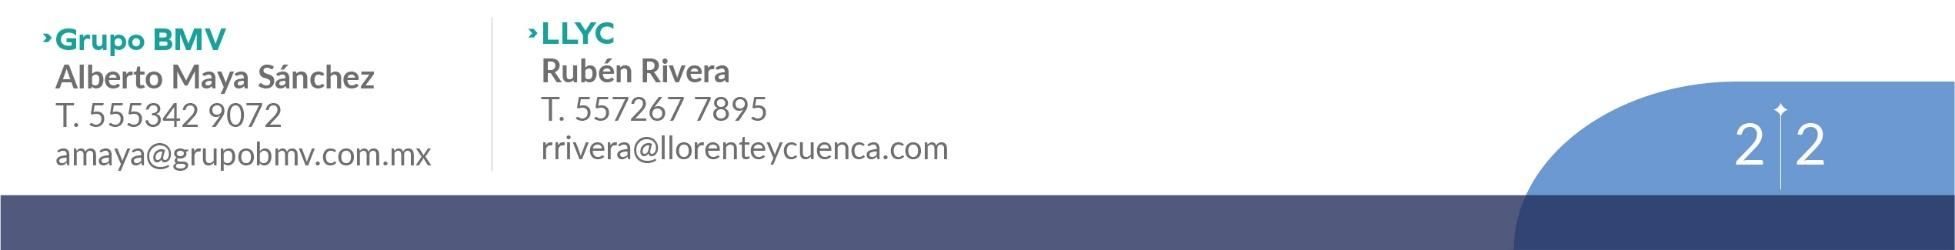 Grupo BMV
Alberto Maya Sánchez
T. 555342 9072
amaya@grupobmv.com.mx
LLYC
Rubén Rivera
T. 557267 7895
rrivera@llorenteycuenca.com
2 2